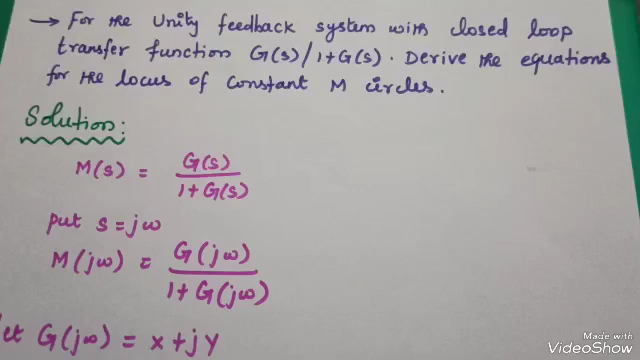 → For the Unity feedback system with closed loop
transfer function G(s)/1+G(s). Derive the equations
for the locus of constant M circles.
Solution:
M(s) = G(s) / 1+G(s)
put s=jω
M(jω) = G(jω) / 1+G(jω)
let G(jω) = x+jy
Made with
VideoShow